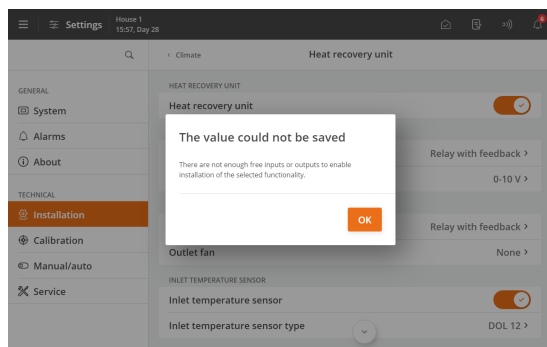 Settings
House 1
15:57, Day 28
6
Climate
Heat recovery unit
GENERAL
System
Alarms
About
TECHNICAL
Installation
Calibration
Manual/auto
Service
HEAT RECOVERY UNIT
Heat recovery unit
The value could not be saved
There are not enough free inputs or outputs to enable
installation of the selected functionality.
OK
Relay with feedback
0-10 V
Relay with feedback
Outlet fan
None
INLET TEMPERATURE SENSOR
Inlet temperature sensor
Inlet temperature sensor type
DOL 12